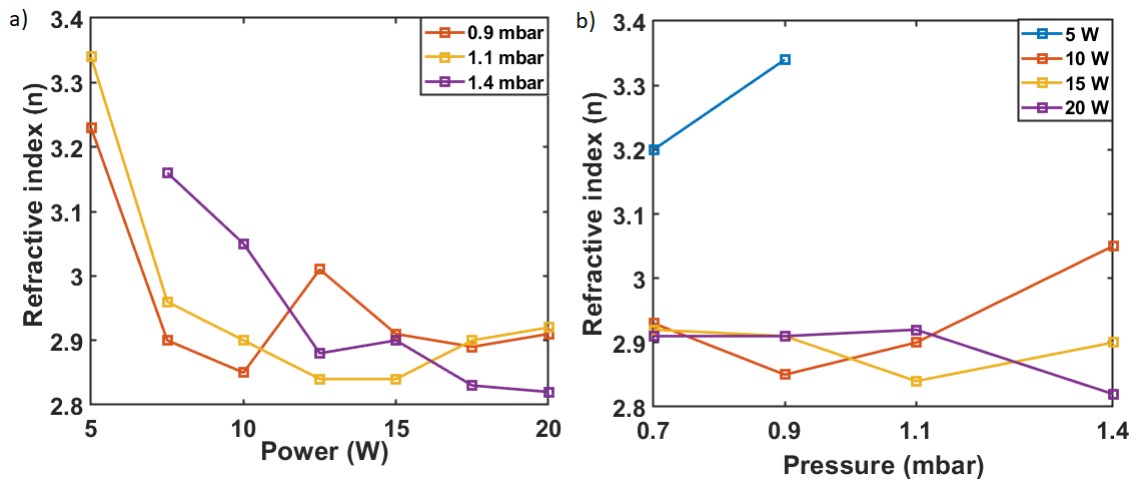 a)
3.4
3.3
3.2
3.1
3
2.9
2.8
Refractive index (n)
5
10
15
20
Power (W)
0.9 mbar
1.1 mbar
1.4 mbar
b)
3.4
3.3
3.2
3.1
3
2.9
2.8
Refractive index (n)
0.7
0.9
1.1
1.4
Pressure (mbar)
5 W
10 W
15 W
20 W